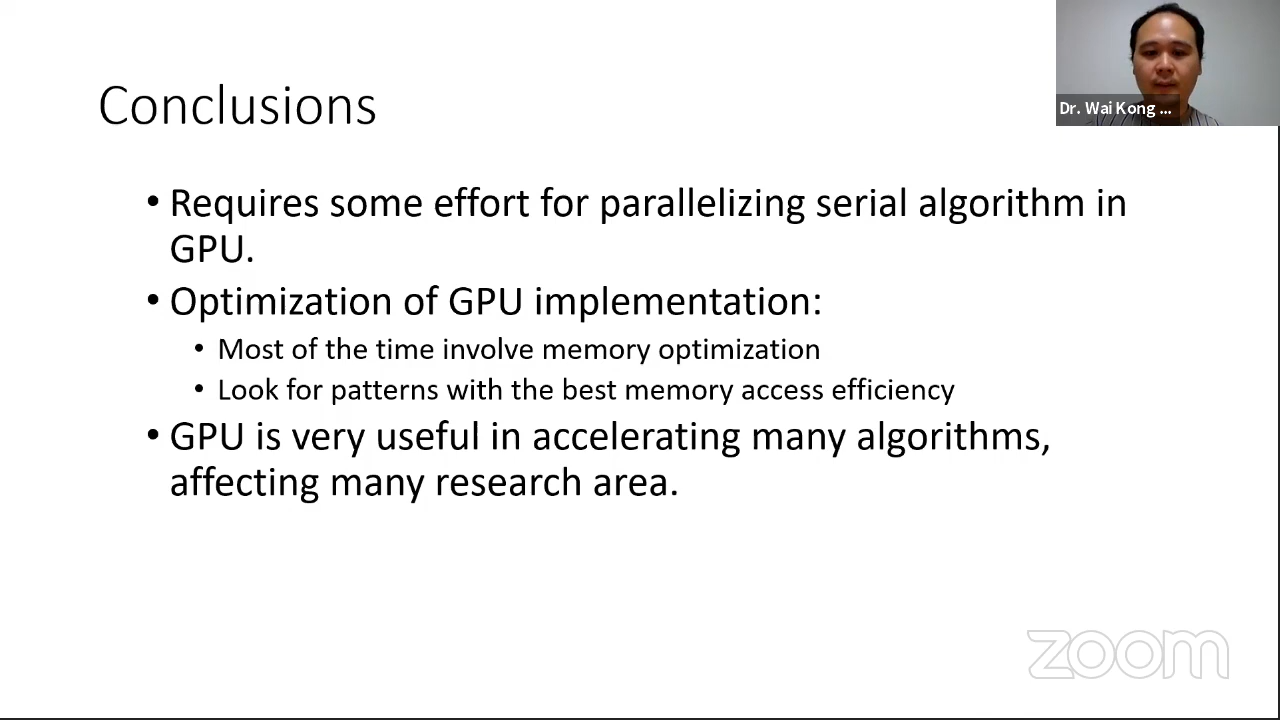 Conclusions
Dr. Wai Kong ...
• Requires some effort for parallelizing serial algorithm in
GPU.
• Optimization of GPU implementation:
• Most of the time involve memory optimization
• Look for patterns with the best memory access efficiency
• GPU is very useful in accelerating many algorithms,
affecting many research area.
zoom